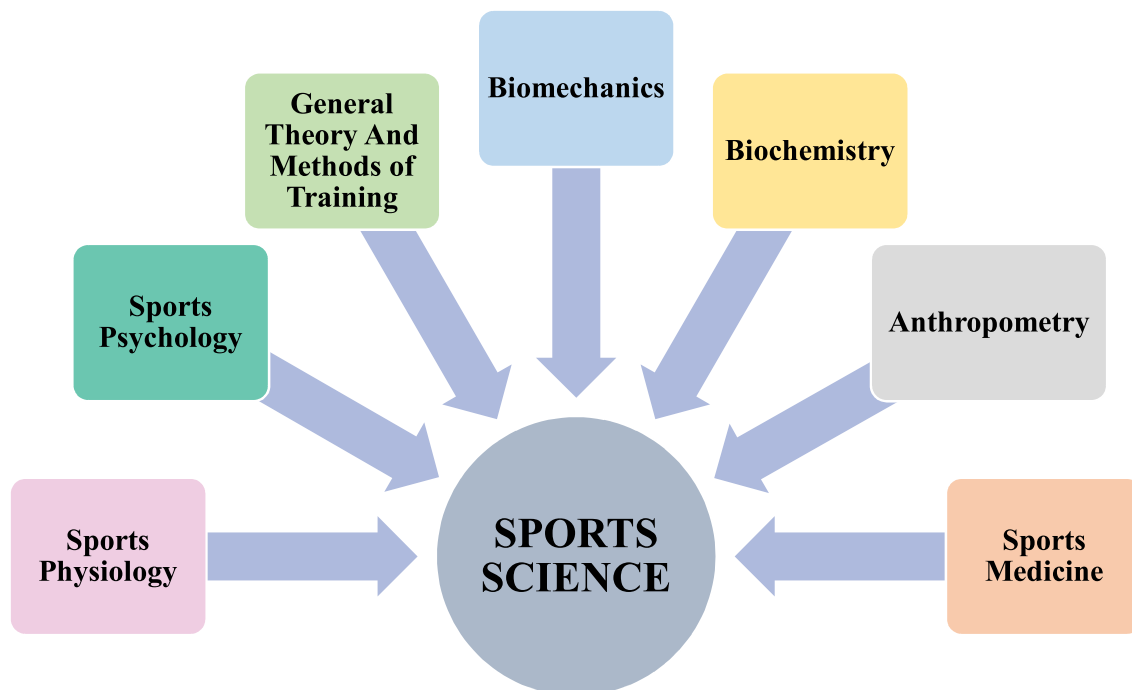 Biomechanics
General
Theory And
Methods of
Training
Biochemistry
Sports
Psychology
Anthropometry
Sports
Physiology
SPORTS
SCIENCE
Sports
Medicine